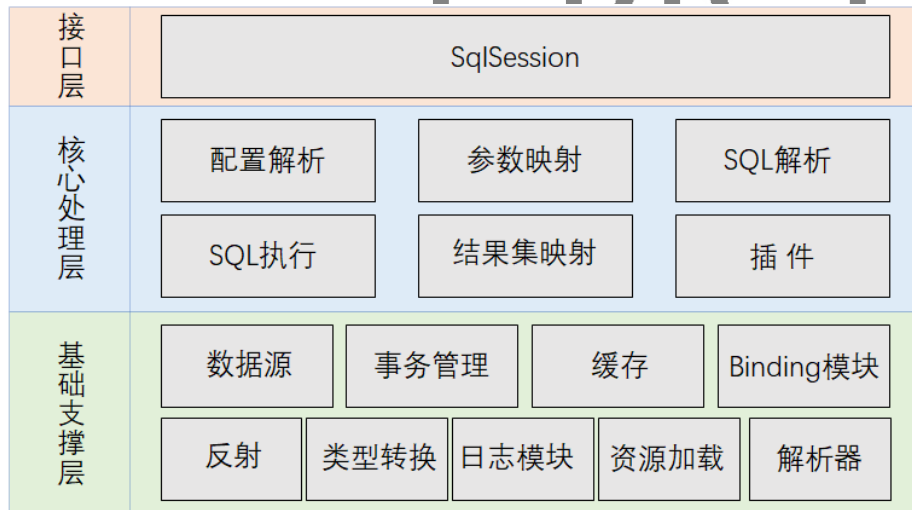 接口层
SqlSession
核心处理层
配置解析
参数映射
SQL解析
SQL执行
结果集映射
插 件
基础支撑层
数据源
事务管理
缓存
Binding模块
反射
类型转换
日志模块
资源加载
解析器